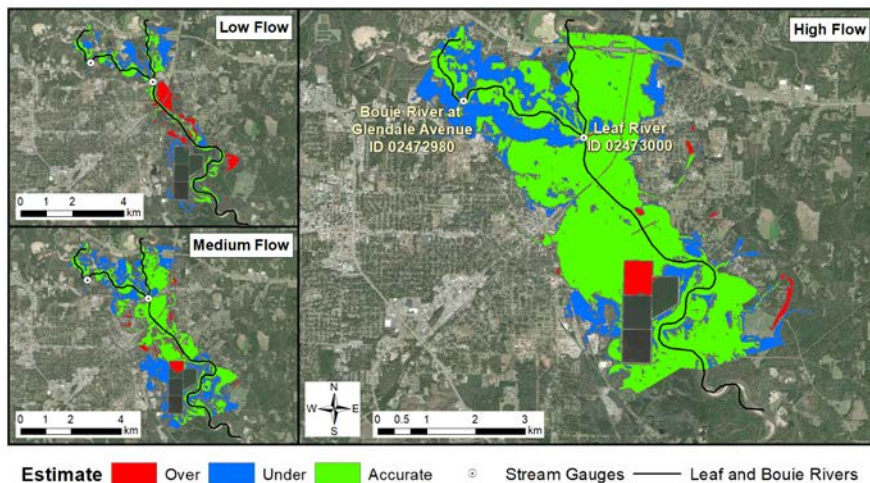 Low Flow
0 1 2 4
km
Medium Flow
0 1 2 4
km
High Flow
Bouie River at
Glendale Avenue
ID 02472980
Leaf River
ID 02473000
N
W E
S
0 0.5 1 2 3
km
Estimate Over Under Accurate Stream Gauges Leaf and Bouie Rivers